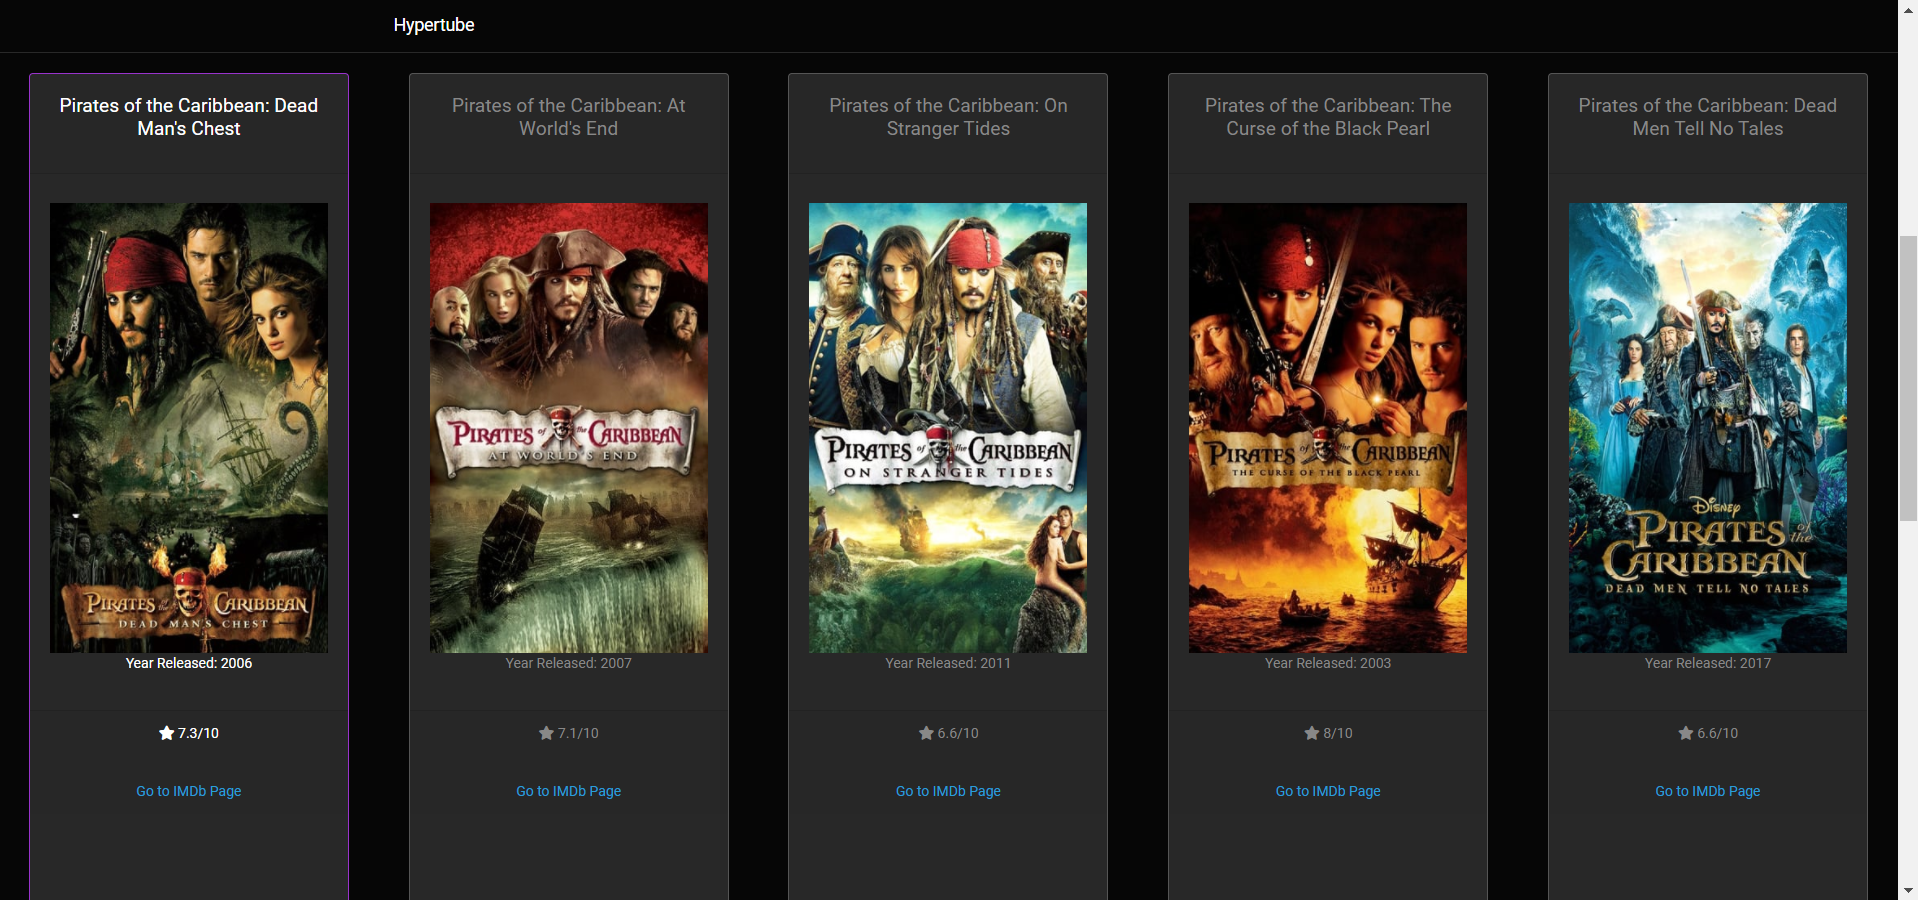 Hypertube
Pirates of the Caribbean: Dead
Man's Chest
PIRATES of the CARIBBEAN
DEAD MAN'S CHEST
Year Released: 2006
7.3/10
Go to IMDb Page
Pirates of the Caribbean: At
World's End
PIRATES of the CARIBBEAN
AT WORLD'S END
Year Released: 2007
7.1/10
Go to IMDb Page
Pirates of the Caribbean: On
Stranger Tides
PIRATES of the CARIBBEAN
ON STRANGER TIDES
Year Released: 2011
6.6/10
Go to IMDb Page
Pirates of the Caribbean: The
Curse of the Black Pearl
PIRATES of the CARIBBEAN
THE CURSE OF THE BLACK PEARL
Year Released: 2003
8/10
Go to IMDb Page
Pirates of the Caribbean: Dead
Men Tell No Tales
DISNEY
PIRATES of the
CARIBBEAN
DEAD MEN TELL NO TALES
Year Released: 2017
6.6/10
Go to IMDb Page